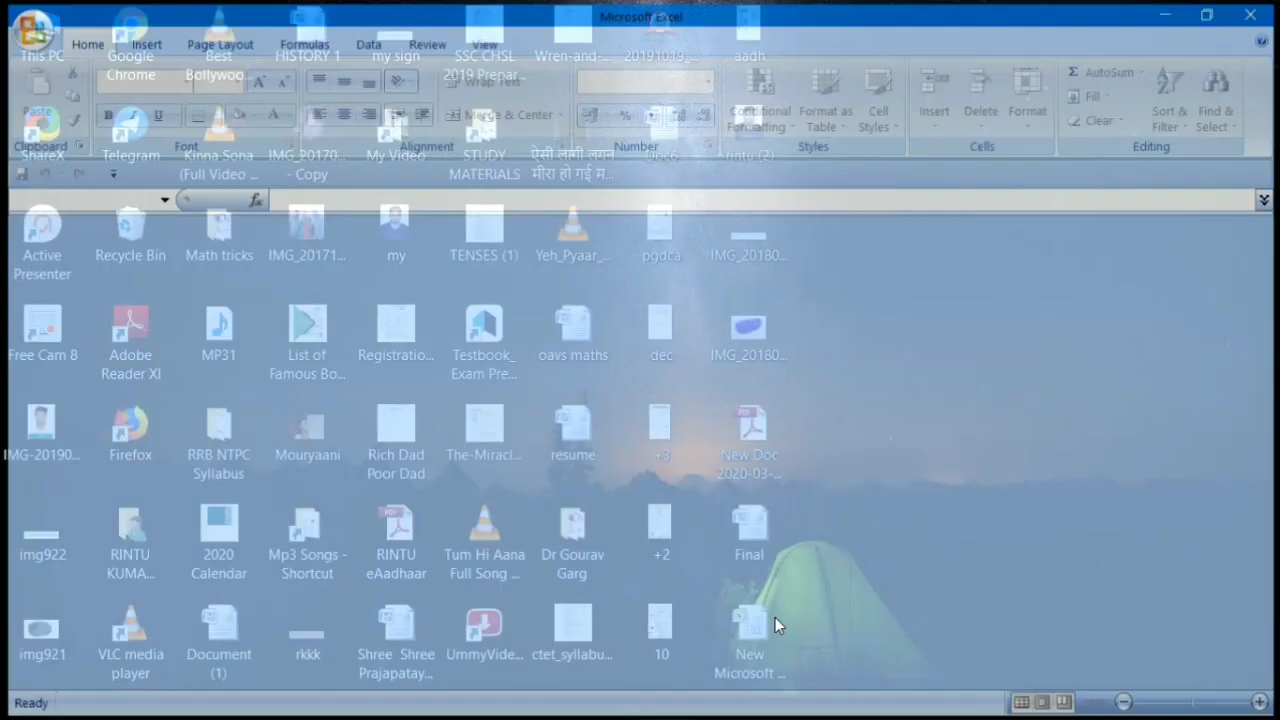 Microsoft Excel
Home Insert Page Layout Formulas Data Review View
This PC
Google Chrome
Best Bollywoo...
HISTORY 1
my sign
SSC CHSL 2019 Prepar...
Wren-and-...
20191019_...
aadh
Paste
Clipboard
B I U
Font
Wrap Text
Merge & Center
Alignment
%
Number
Conditional Formatting
Format as Table
Cell Styles
Styles
Insert
Delete
Format
Cells
Σ AutoSum
Fill
Clear
Sort & Filter
Find & Select
Editing
ShareX
Telegram
Kinna Sona (Full Video ...
IMG_20170... - Copy
My Video
STUDY MATERIALS
ऐसी लागी लगन मीरा हो गई म...
Doc6
rintu (2)
fx
Active Presenter
Recycle Bin
Math tricks
IMG_20171...
my
TENSES (1)
Yeh_Pyaar_...
pgdca
IMG_20180...
Free Cam 8
Adobe Reader XI
MP31
List of Famous Bo...
Registratio...
Testbook_ Exam Pre...
oavs maths
dec
IMG_20180...
IMG-20190...
Firefox
RRB NTPC Syllabus
Mouryaani
Rich Dad Poor Dad
The-Miracl...
resume
+3
New Doc 2020-03-...
img922
RINTU KUMA...
2020 Calendar
Mp3 Songs - Shortcut
RINTU eAadhaar
Tum Hi Aana Full Song ...
Dr Gourav Garg
+2
Final
img921
VLC media player
Document (1)
rkkk
Shree Shree Prajapatay...
UmmyVide...
ctet_syllabu...
10
New Microsoft ...
Ready